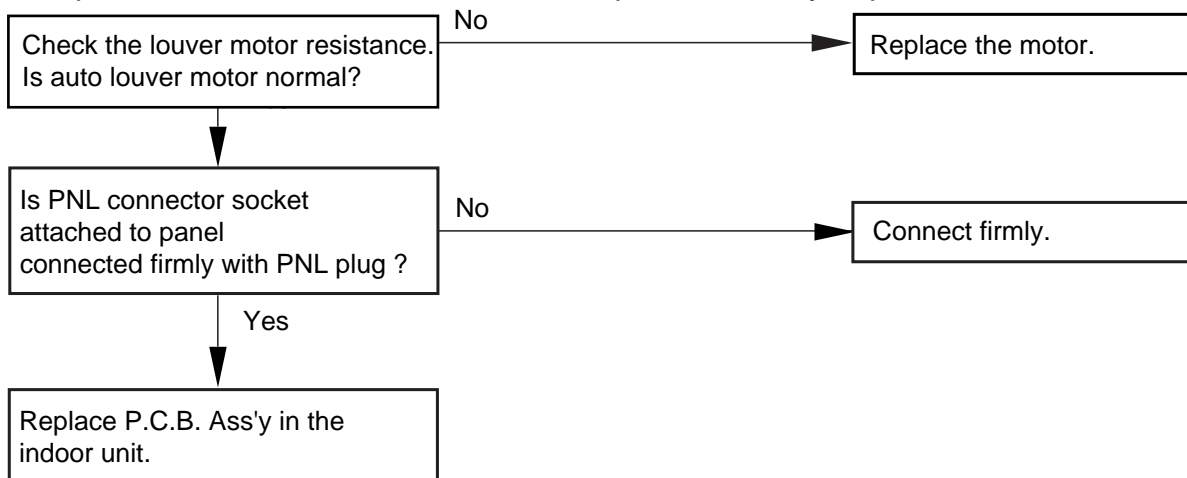 No
Check the louver motor resistance.
Is auto louver motor normal?
Replace the motor.
Is PNL connector socket
attached to panel
connected firmly with PNL plug ?
No
Connect firmly.
Yes
Replace P.C.B. Ass'y in the
indoor unit.